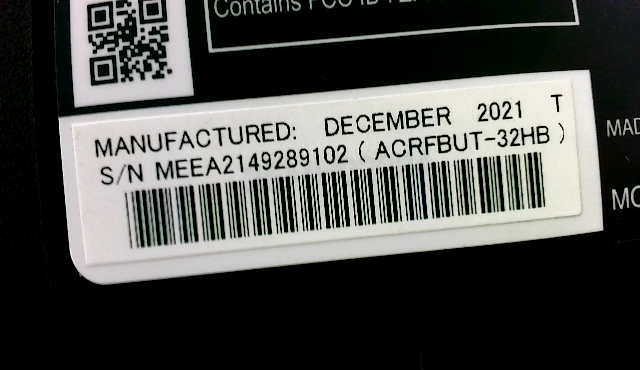 Contains FCC ID
MANUFACTURED: DECEMBER 2021 T
S/N MEEA2149289102 ( ACRFBUT-32HB )
MAD
MO